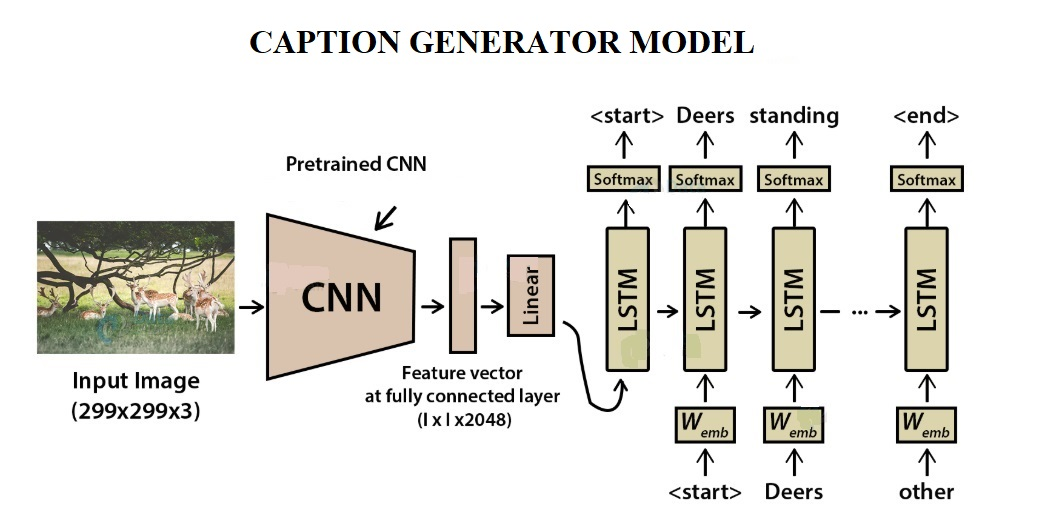 CAPTION GENERATOR MODEL
<start> Deers standing <end>
Pretrained CNN
Softmax Softmax Softmax Softmax
CNN
Linear
LSTM LSTM LSTM ... LSTM
Input Image
(299x299x3)
Feature vector
at fully connected layer
(l x l x2048)
Wemb Wemb Wemb
<start> Deers other